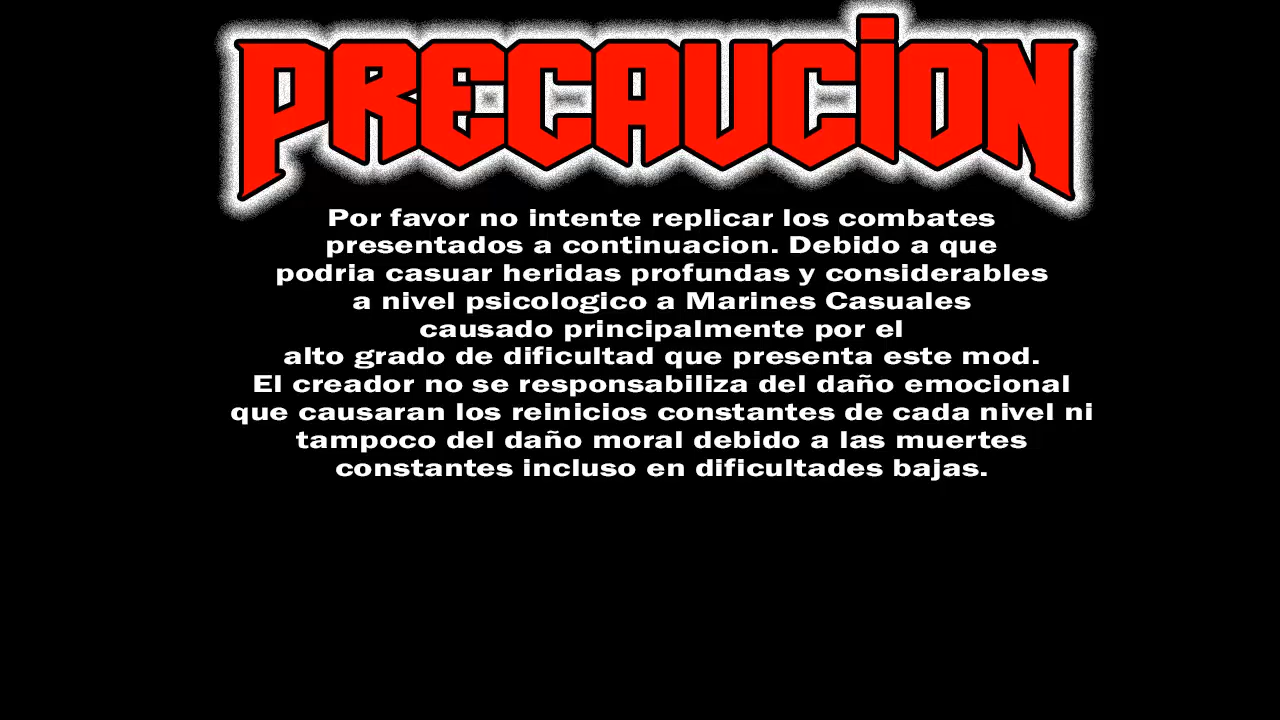 PRECAUCION
Por favor no intente replicar los combates
presentados a continuacion. Debido a que
podria casuar heridas profundas y considerables
a nivel psicologico a Marines Casuales
causado principalmente por el
alto grado de dificultad que presenta este mod.
El creador no se responsabiliza del daño emocional
que causaran los reinicios constantes de cada nivel ni
tampoco del daño moral debido a las muertes
constantes incluso en dificultades bajas.